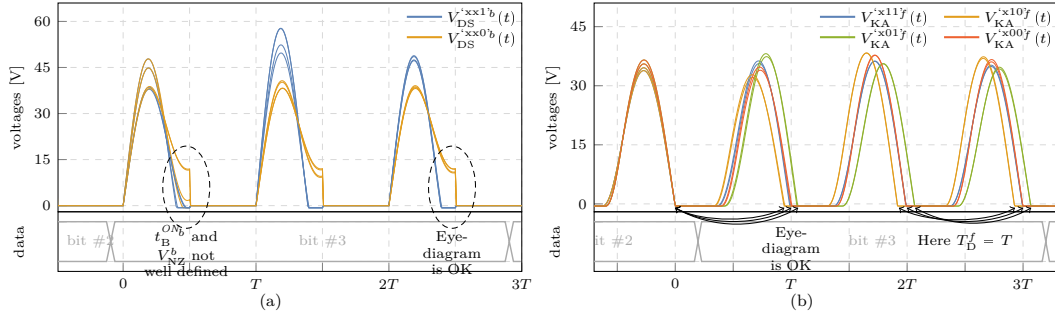 60
45
30
15
0
voltages [V]
V_DS^'xx1'b (t)
V_DS^'xx0'b (t)
data
bit #2
bit #3
t_B^ON_b and
V_NZ^b not
well defined
Eye-
diagram
is OK
0
T
2T
3T
(a)
45
30
15
0
voltages [V]
V_KA^'x11'f (t)
V_KA^'x10'f (t)
V_KA^'x01'f (t)
V_KA^'x00'f (t)
data
it #2
bit #3
Eye-
diagram
is OK
Here T_D^f = T
0
T
2T
3T
(b)